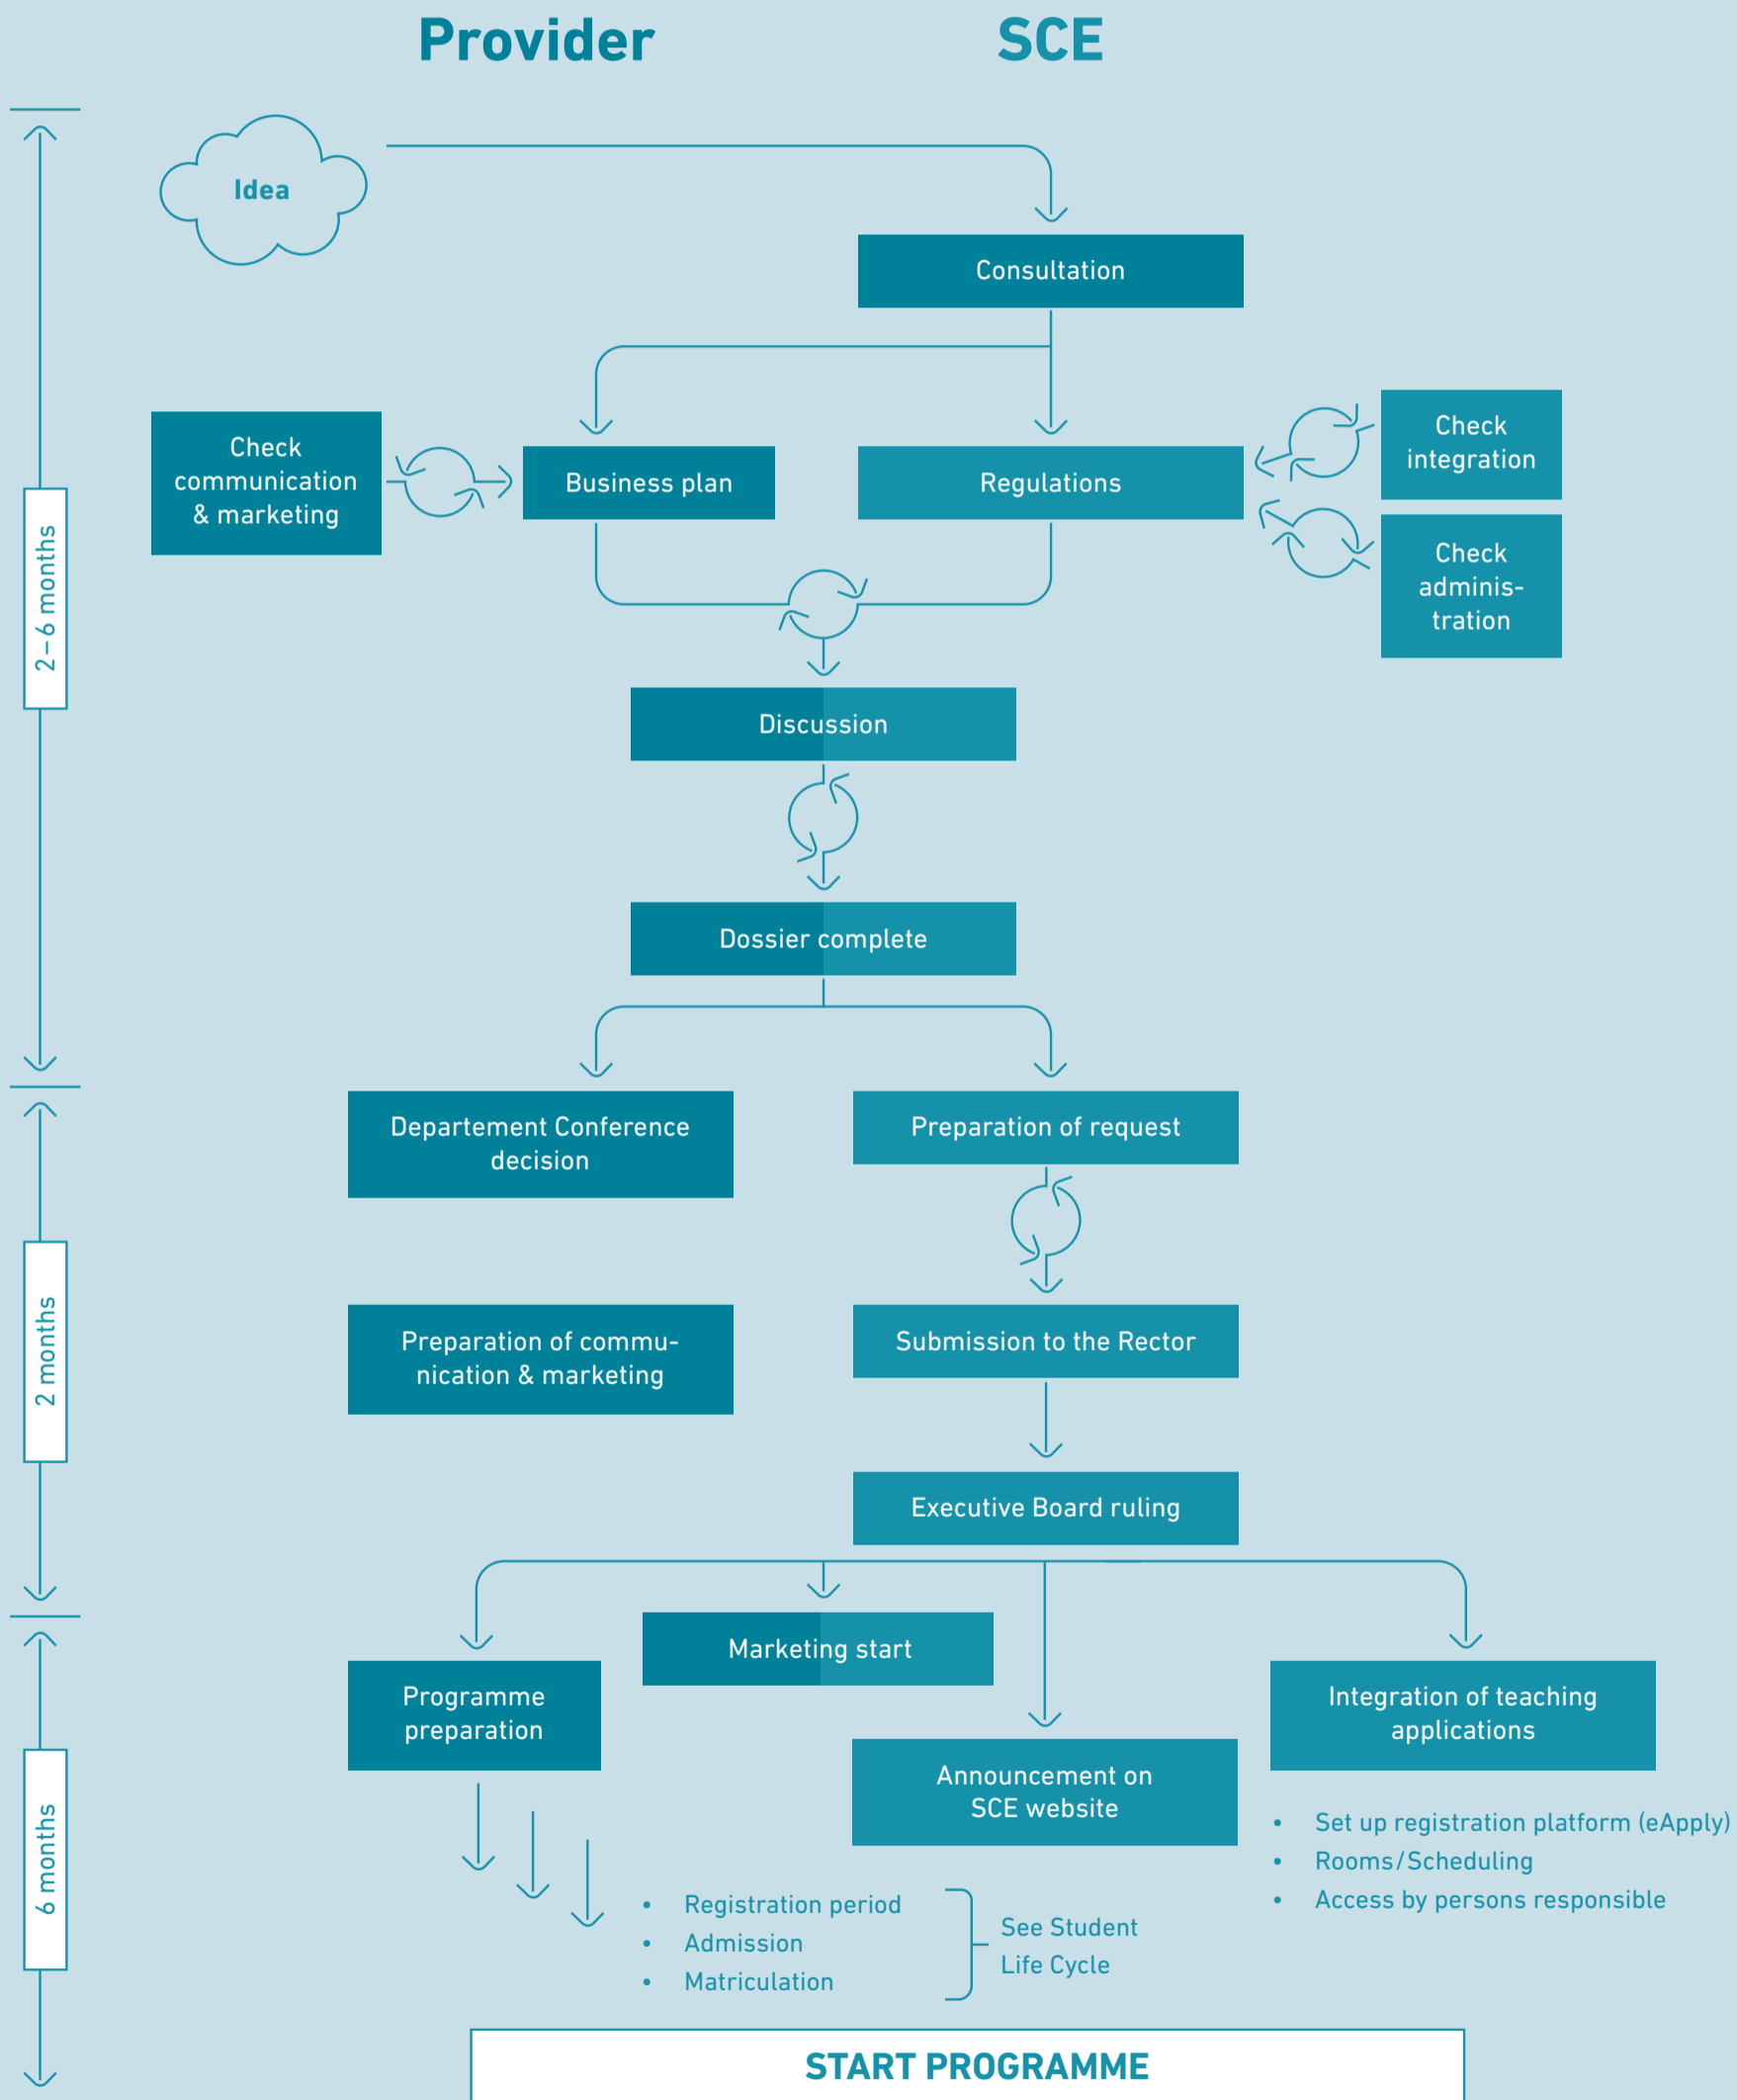 Provider
SCE
Idea
Consultation
Check
communication
& marketing
Business plan
Regulations
Check
integration
Check
adminis-
tration
2–6 months
Discussion
Dossier complete
Departement Conference
decision
Preparation of request
2 months
Preparation of commu-
nication & marketing
Submission to the Rector
Executive Board ruling
Marketing start
Programme
preparation
Integration of teaching
applications
Announcement on
SCE website
6 months
• Set up registration platform (eApply)
• Rooms/Scheduling
• Access by persons responsible
• Registration period
• Admission
• Matriculation
See Student
Life Cycle
START PROGRAMME